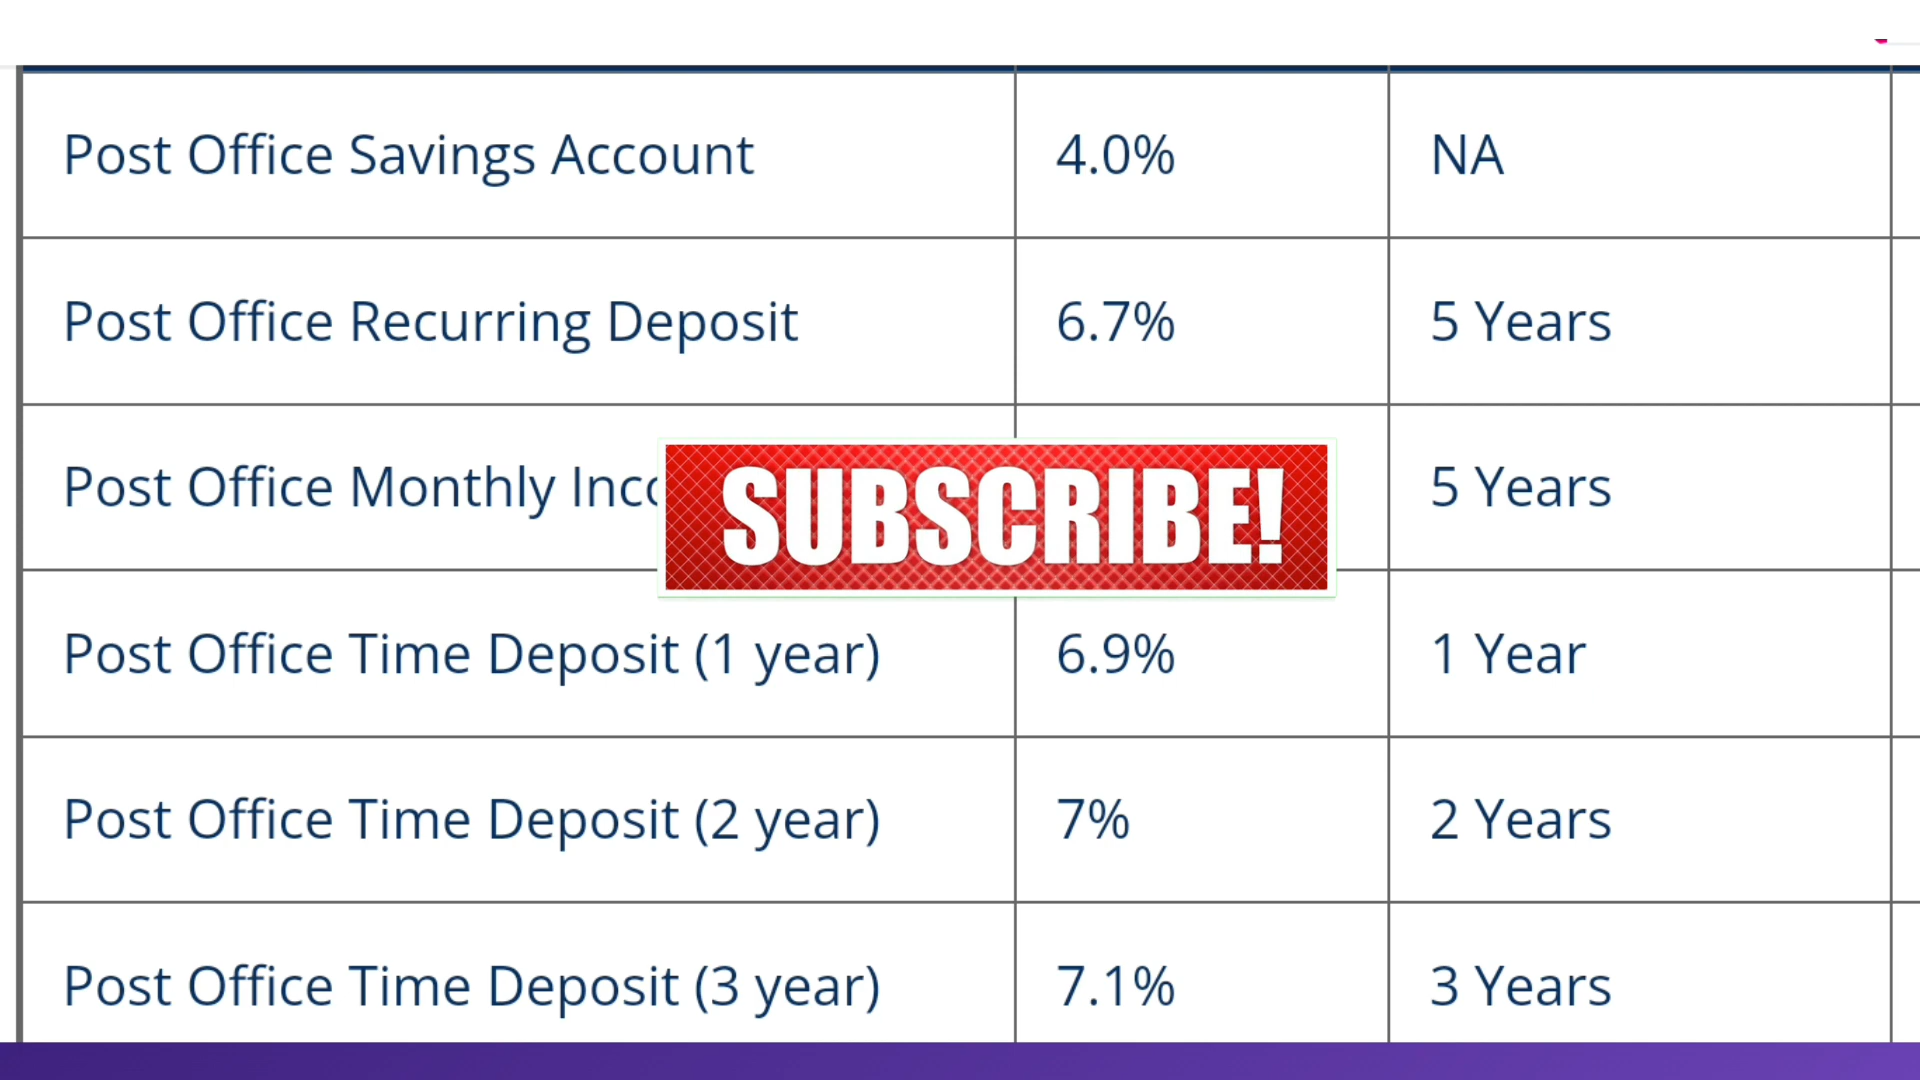 Post Office Savings Account 4.0% NA
Post Office Recurring Deposit 6.7% 5 Years
Post Office Monthly 5 Years
SUBSCRIBE!
Post Office Time Deposit (1 year) 6.9% 1 Year
Post Office Time Deposit (2 year) 7% 2 Years
Post Office Time Deposit (3 year) 7.1% 3 Years